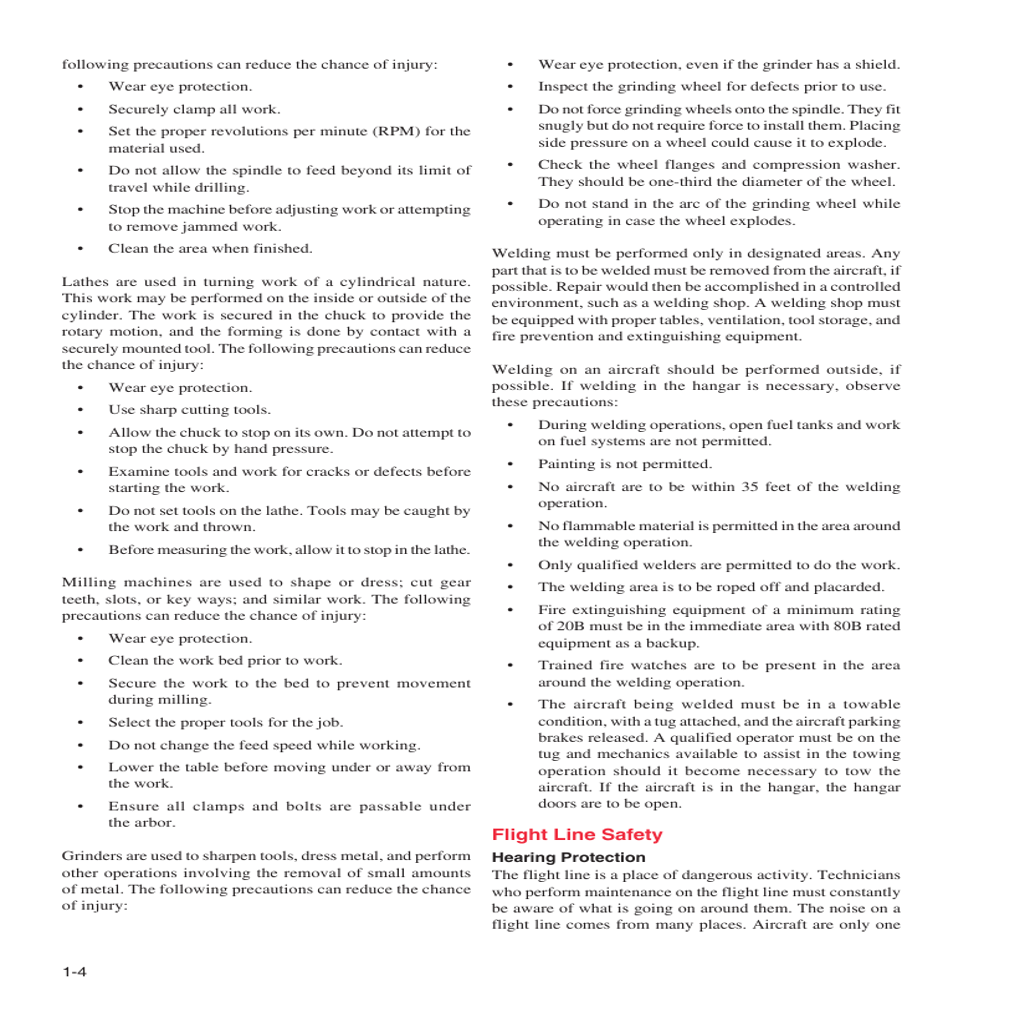 following precautions can reduce the chance of injury:
• Wear eye protection.
• Securely clamp all work.
• Set the proper revolutions per minute (RPM) for the
material used.
• Do not allow the spindle to feed beyond its limit of
travel while drilling.
• Stop the machine before adjusting work or attempting
to remove jammed work.
• Clean the area when finished.
Lathes are used in turning work of a cylindrical nature.
This work may be performed on the inside or outside of the
cylinder. The work is secured in the chuck to provide the
rotary motion, and the forming is done by contact with a
securely mounted tool. The following precautions can reduce
the chance of injury:
• Wear eye protection.
• Use sharp cutting tools.
• Allow the chuck to stop on its own. Do not attempt to
stop the chuck by hand pressure.
• Examine tools and work for cracks or defects before
starting the work.
• Do not set tools on the lathe. Tools may be caught by
the work and thrown.
• Before measuring the work, allow it to stop in the lathe.
Milling machines are used to shape or dress; cut gear
teeth, slots, or key ways; and similar work. The following
precautions can reduce the chance of injury:
• Wear eye protection.
• Clean the work bed prior to work.
• Secure the work to the bed to prevent movement
during milling.
• Select the proper tools for the job.
• Do not change the feed speed while working.
• Lower the table before moving under or away from
the work.
• Ensure all clamps and bolts are passable under
the arbor.
Grinders are used to sharpen tools, dress metal, and perform
other operations involving the removal of small amounts
of metal. The following precautions can reduce the chance
of injury:
• Wear eye protection, even if the grinder has a shield.
• Inspect the grinding wheel for defects prior to use.
• Do not force grinding wheels onto the spindle. They fit
snugly but do not require force to install them. Placing
side pressure on a wheel could cause it to explode.
• Check the wheel flanges and compression washer.
They should be one-third the diameter of the wheel.
• Do not stand in the arc of the grinding wheel while
operating in case the wheel explodes.
Welding must be performed only in designated areas. Any
part that is to be welded must be removed from the aircraft, if
possible. Repair would then be accomplished in a controlled
environment, such as a welding shop. A welding shop must
be equipped with proper tables, ventilation, tool storage, and
fire prevention and extinguishing equipment.
Welding on an aircraft should be performed outside, if
possible. If welding in the hangar is necessary, observe
these precautions:
• During welding operations, open fuel tanks and work
on fuel systems are not permitted.
• Painting is not permitted.
• No aircraft are to be within 35 feet of the welding
operation.
• No flammable material is permitted in the area around
the welding operation.
• Only qualified welders are permitted to do the work.
• The welding area is to be roped off and placarded.
• Fire extinguishing equipment of a minimum rating
of 20B must be in the immediate area with 80B rated
equipment as a backup.
• Trained fire watches are to be present in the area
around the welding operation.
• The aircraft being welded must be in a towable
condition, with a tug attached, and the aircraft parking
brakes released. A qualified operator must be on the
tug and mechanics available to assist in the towing
operation should it become necessary to tow the
aircraft. If the aircraft is in the hangar, the hangar
doors are to be open.
Flight Line Safety
Hearing Protection
The flight line is a place of dangerous activity. Technicians
who perform maintenance on the flight line must constantly
be aware of what is going on around them. The noise on a
flight line comes from many places. Aircraft are only one
1-4